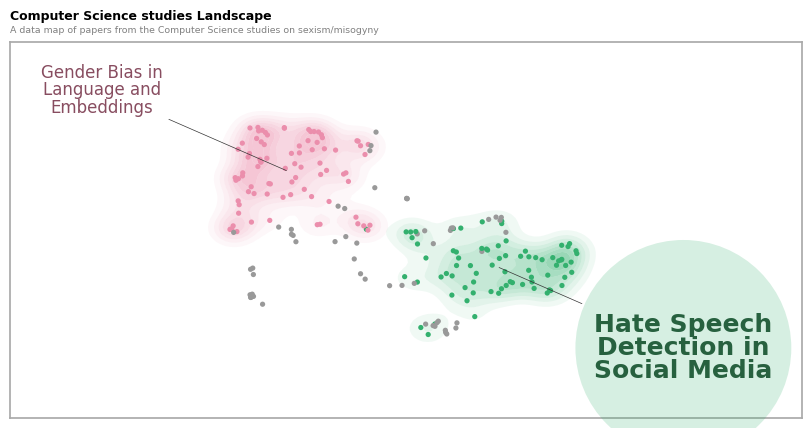 Computer Science studies Landscape
A data map of papers from the Computer Science studies on sexism/misogyny
Gender Bias in
Language and
Embeddings
Hate Speech
Detection in
Social Media